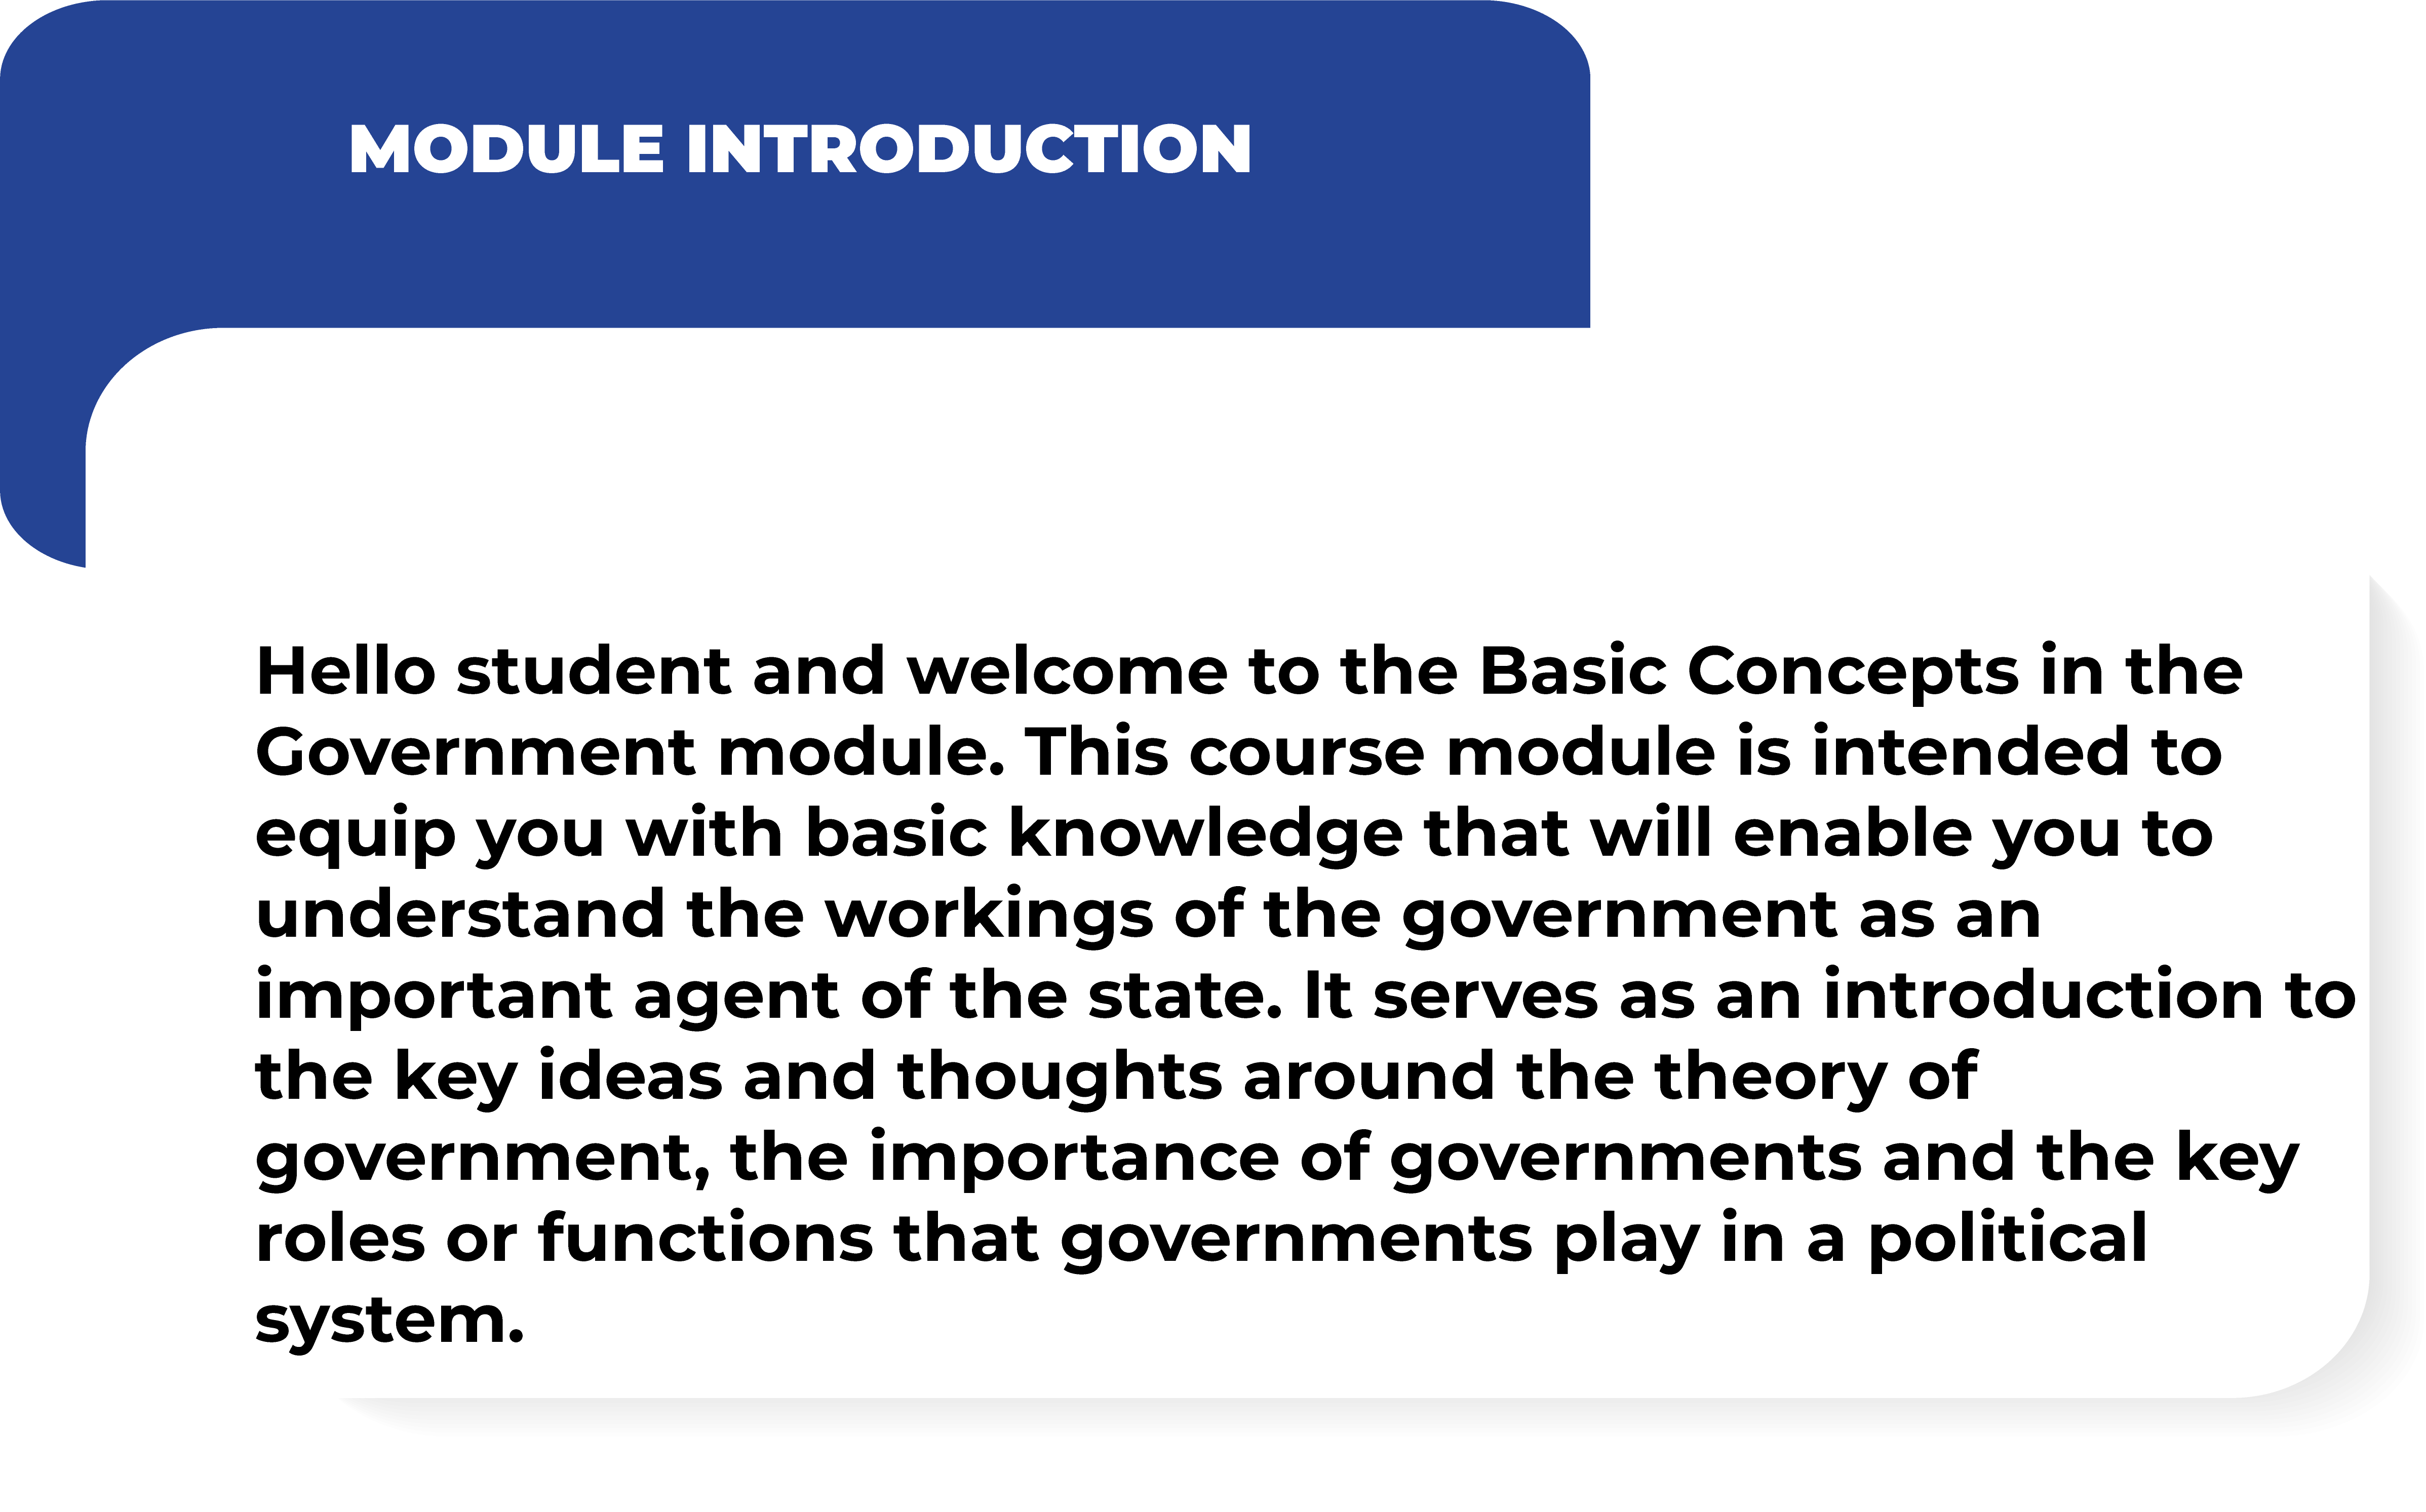 MODULE INTRODUCTION
Hello student and welcome to the Basic Concepts in the
Government module. This course module is intended to
equip you with basic knowledge that will enable you to
understand the workings of the government as an
important agent of the state. It serves as an introduction to
the key ideas and thoughts around the theory of
government, the importance of governments and the key
roles or functions that governments play in a political
system.